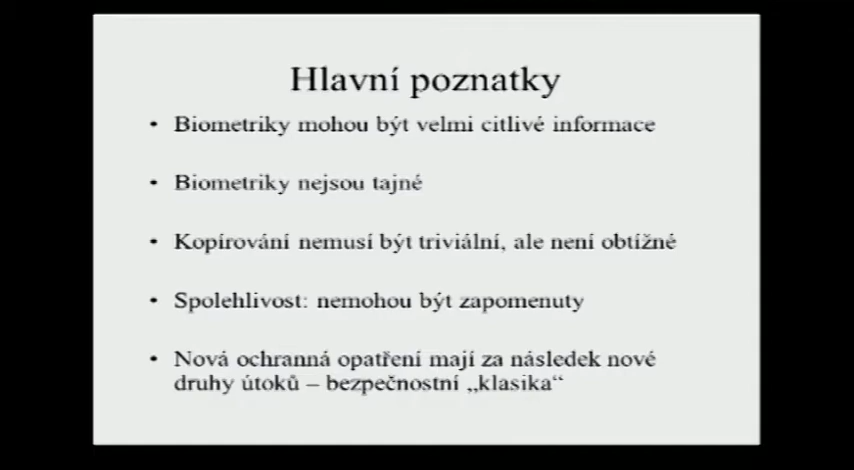 Hlavní poznatky
• Biometriky mohou být velmi citlivé informace
• Biometriky nejsou tajné
• Kopírování nemusí být triviální, ale není obtížné
• Spolehlivost: nemohou být zapomenuty
• Nová ochranná opatření mají za následek nové
druhy útoků – bezpečnostní „klasika“